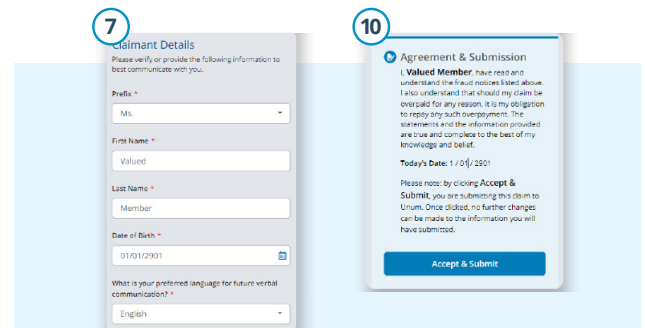 7
Claimant Details
Please verify or provide the following information to
best communicate with you.
Prefix *
Ms.
First Name *
Valued
Last Name *
Member
Date of Birth *
01/01/2901
What is your preferred language for future verbal
communication? *
English
10
Agreement & Submission
I, Valued Member, have read and
understand the fraud notices listed above.
I also understand that should my claim be
overpaid for any reason, it is my obligation
to repay any such overpayment. The
statements and the information provided
are true and complete to the best of my
knowledge and belief.
Today's Date: 1 / 01 / 2901
Please note: by clicking Accept &
Submit, you are submitting this claim to
Unum. Once clicked, no further changes
can be made to the information you will
have submitted.
Accept & Submit